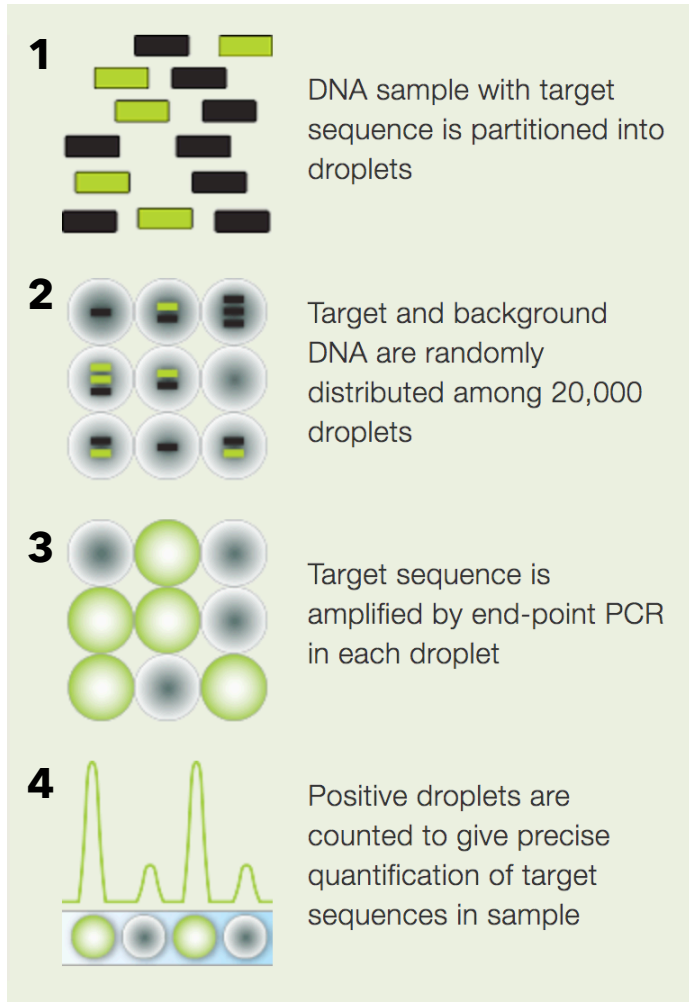 1
DNA sample with target
sequence is partitioned into
droplets
2
Target and background
DNA are randomly
distributed among 20,000
droplets
3
Target sequence is
amplified by end-point PCR
in each droplet
4
Positive droplets are
counted to give precise
quantification of target
sequences in sample